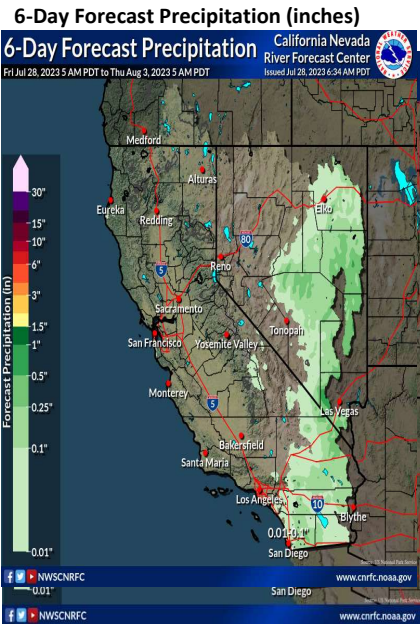 6-Day Forecast Precipitation (inches)
6-Day Forecast Precipitation
California Nevada
River Forecast Center
Fri Jul 28, 2023 5 AM PDT to Thu Aug 3, 2023 5 AM PDT
Issued Jul 28, 2023 6:34 AM PDT
Medford
Alturas
Eureka
Redding
Elko
80
Reno
5
Sacramento
San Francisco
Yosemite Valley
Tonopah
Monterey
5
Las Vegas
Bakersfield
Santa Maria
Los Angeles
10
Blythe
0.01-0.1"
San Diego
Forecast Precipitation (in)
30"
15"
10"
6"
3"
1.5"
1"
0.5"
0.25"
0.1"
0.01"
Source: US National Park Service
NWSCNRFC
www.cnrfc.noaa.gov
0.01"
San Diego
NWSCNRFC
www.cnrfc.noaa.gov